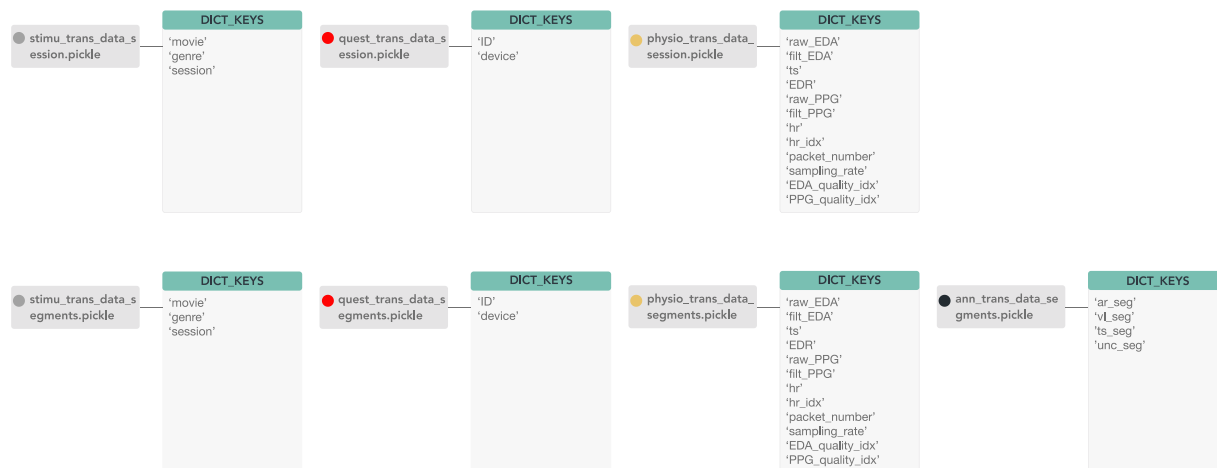 DICT_KEYS
stimu_trans_data_s
ession.pickle
‘movie’
‘genre’
‘session’
DICT_KEYS
quest_trans_data_s
ession.pickle
‘ID’
‘device’
DICT_KEYS
physio_trans_data_
session.pickle
‘raw_EDA’
‘filt_EDA’
‘ts’
‘EDR’
‘raw_PPG’
‘filt_PPG’
‘hr’
‘hr_idx’
‘packet_number’
‘sampling_rate’
‘EDA_quality_idx’
‘PPG_quality_idx’
DICT_KEYS
stimu_trans_data_s
egments.pickle
‘movie’
‘genre’
‘session’
DICT_KEYS
quest_trans_data_s
egments.pickle
‘ID’
‘device’
DICT_KEYS
physio_trans_data_
segments.pickle
‘raw_EDA’
‘filt_EDA’
‘ts’
‘EDR’
‘raw_PPG’
‘filt_PPG’
‘hr’
‘hr_idx’
‘packet_number’
‘sampling_rate’
‘EDA_quality_idx’
‘PPG_quality_idx’
DICT_KEYS
ann_trans_data_se
gments.pickle
‘ar_seg’
‘vl_seg’
’ts_seg’
’unc_seg’